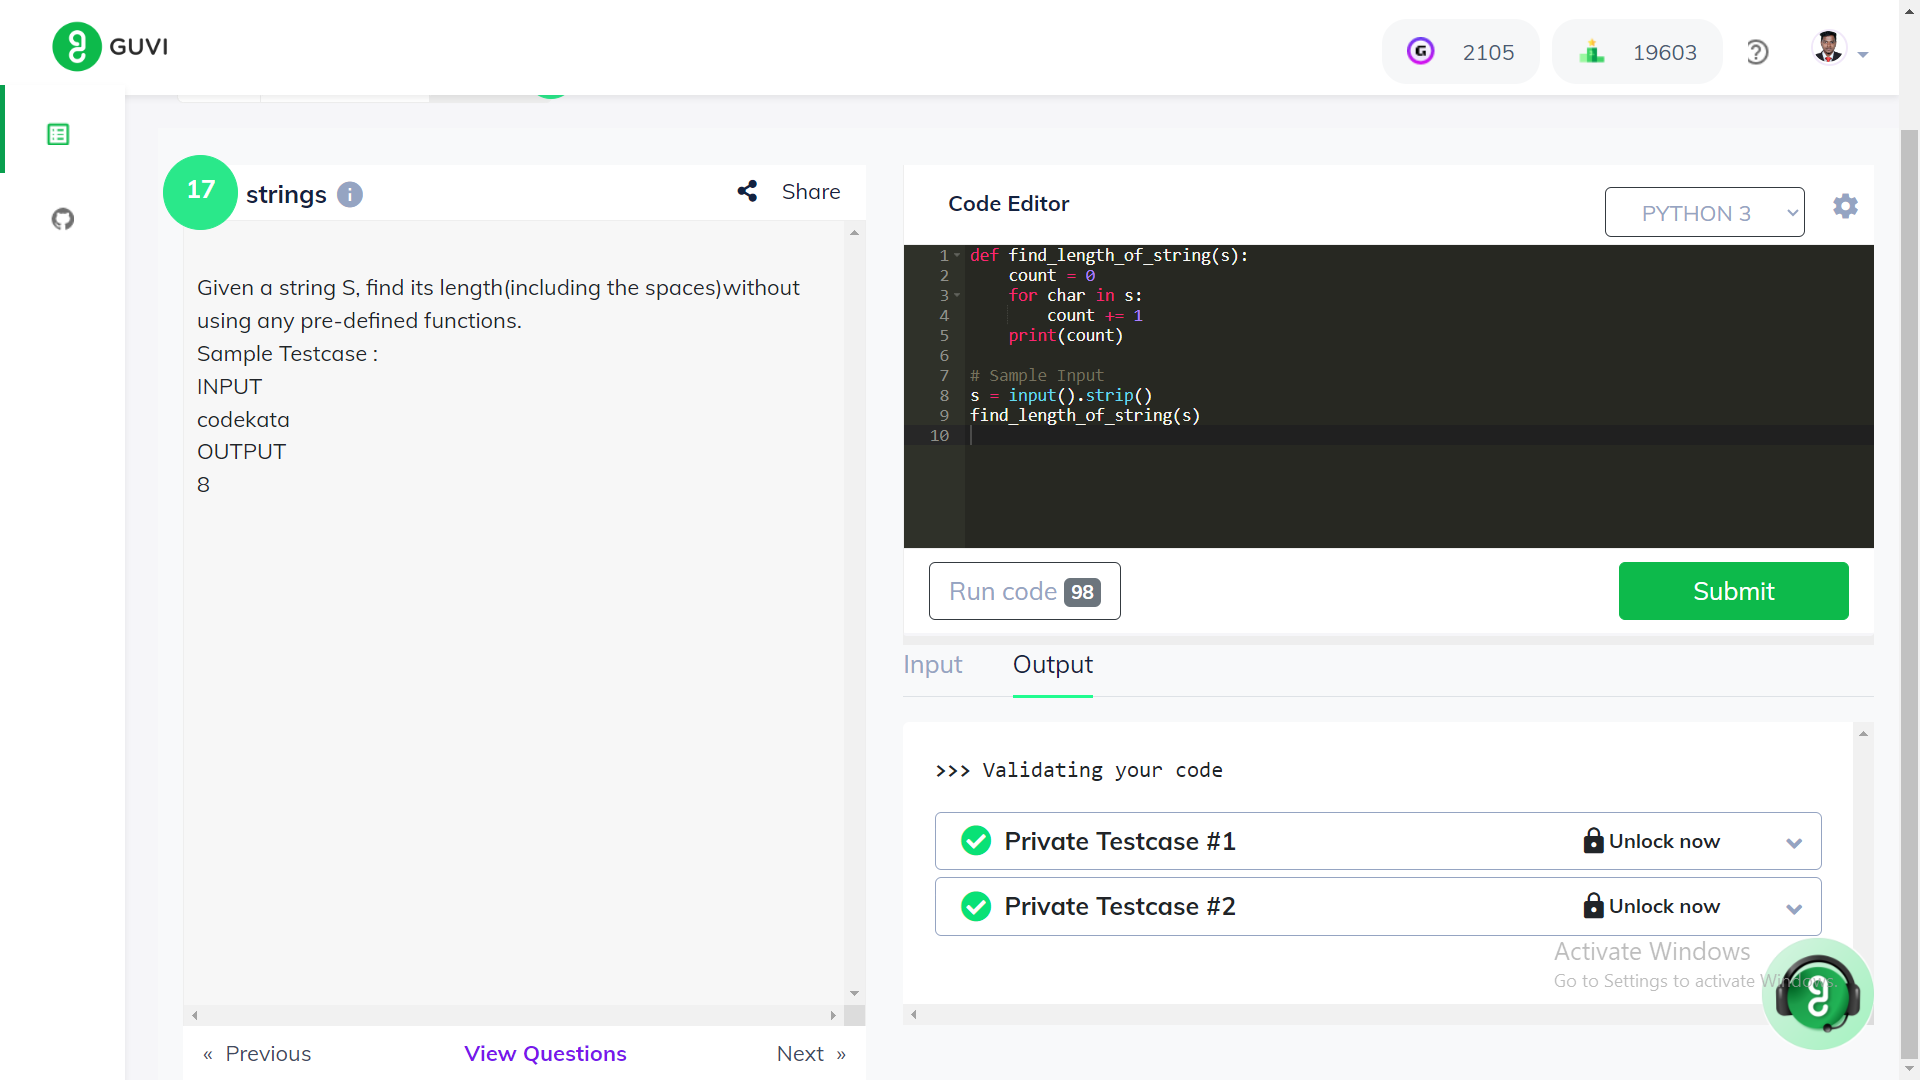 GUVI
2105
19603
17
strings
Share
Given a string S, find its length(including the spaces)without
using any pre-defined functions.
Sample Testcase :
INPUT
codekata
OUTPUT
8
« Previous
View Questions
Next »
Code Editor
PYTHON 3
1 def find_length_of_string(s):
2     count = 0
3     for char in s:
4         count += 1
5     print(count)
6
7 # Sample Input
8 s = input().strip()
9 find_length_of_string(s)
10
Run code 98
Submit
Input
Output
>>> Validating your code
Private Testcase #1
Unlock now
Private Testcase #2
Unlock now
Activate Windows
Go to Settings to activate Windows.